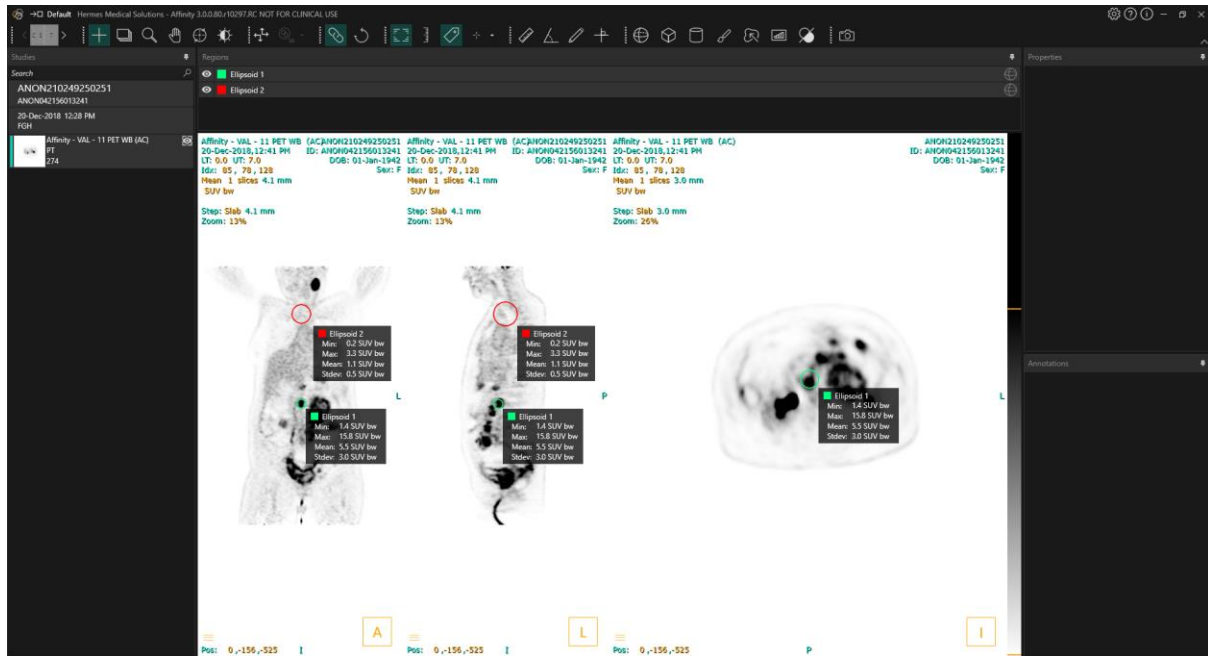 Default Hermes Medical Solutions - Affinity 3.0.0.80.r10297.RC NOT FOR CLINICAL USE
Studies
Search
ANON210249250251
ANON042156013241
20-Dec-2018 12:28 PM
FGH
Affinity - VAL - 11 PET WB (AC)
PT
274
Regions
Ellipsoid 1
Ellipsoid 2
Affinity - VAL - 11 PET WB (AC)ANON210249250251
20-Dec-2018,12:41 PM ID: ANON042156013241
LT: 0.0 UT: 7.0 DOB: 01-Jan-1942
Idx: 85, 78, 128 Sex: F
Mean 1 slices 4.1 mm
SUV bw
Step: Slab 4.1 mm
Zoom: 13%
Ellipsoid 2
Min: 0.2 SUV bw
Max: 3.3 SUV bw
Mean: 1.1 SUV bw
Stdev: 0.5 SUV bw
L
Ellipsoid 1
Min: 1.4 SUV bw
Max: 15.8 SUV bw
Mean: 5.5 SUV bw
Stdev: 3.0 SUV bw
A
Pos: 0,-156,-525 I
Affinity - VAL - 11 PET WB (AC)ANON210249250251
20-Dec-2018,12:41 PM ID: ANON042156013241
LT: 0.0 UT: 7.0 DOB: 01-Jan-1942
Idx: 85, 78, 128 Sex: F
Mean 1 slices 4.1 mm
SUV bw
Step: Slab 4.1 mm
Zoom: 13%
Ellipsoid 2
Min: 0.2 SUV bw
Max: 3.3 SUV bw
Mean: 1.1 SUV bw
Stdev: 0.5 SUV bw
P
Ellipsoid 1
Min: 1.4 SUV bw
Max: 15.8 SUV bw
Mean: 5.5 SUV bw
Stdev: 3.0 SUV bw
L
Pos: 0,-156,-525 I
Affinity - VAL - 11 PET WB (AC) ANON210249250251
20-Dec-2018,12:41 PM ID: ANON042156013241
LT: 0.0 UT: 7.0 DOB: 01-Jan-1942
Idx: 85, 78, 128 Sex: F
Mean 1 slices 3.0 mm
SUV bw
Step: Slab 3.0 mm
Zoom: 26%
L
Ellipsoid 1
Min: 1.4 SUV bw
Max: 15.8 SUV bw
Mean: 5.5 SUV bw
Stdev: 3.0 SUV bw
I
Pos: 0,-156,-525 P
Properties
Annotations